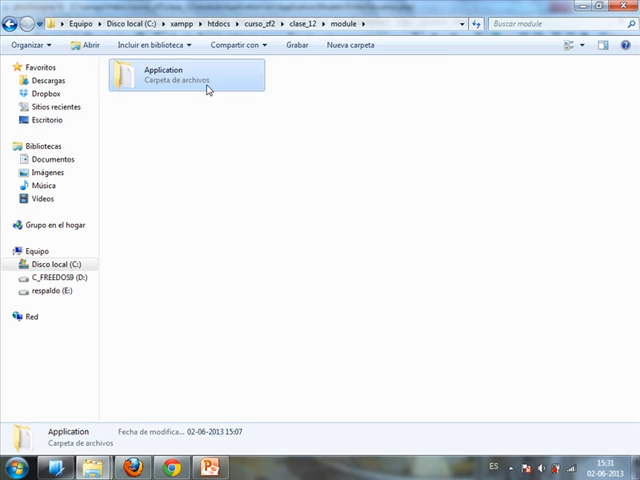 Equipo ▸ Disco local (C:) ▸ xampp ▸ htdocs ▸ curso_zf2 ▸ clase_12 ▸ module ▸
Buscar module
Organizar Abrir Incluir en biblioteca Compartir con Grabar Nueva carpeta
Favoritos
Descargas
Dropbox
Sitios recientes
Escritorio
Bibliotecas
Documentos
Imágenes
Música
Vídeos
Grupo en el hogar
Equipo
Disco local (C:)
C_FREEDOS9 (D:)
respaldo (E:)
Red
Application
Carpeta de archivos
Application Fecha de modifica... 02-06-2013 15:07
Carpeta de archivos
ES
15:31
02-06-2013